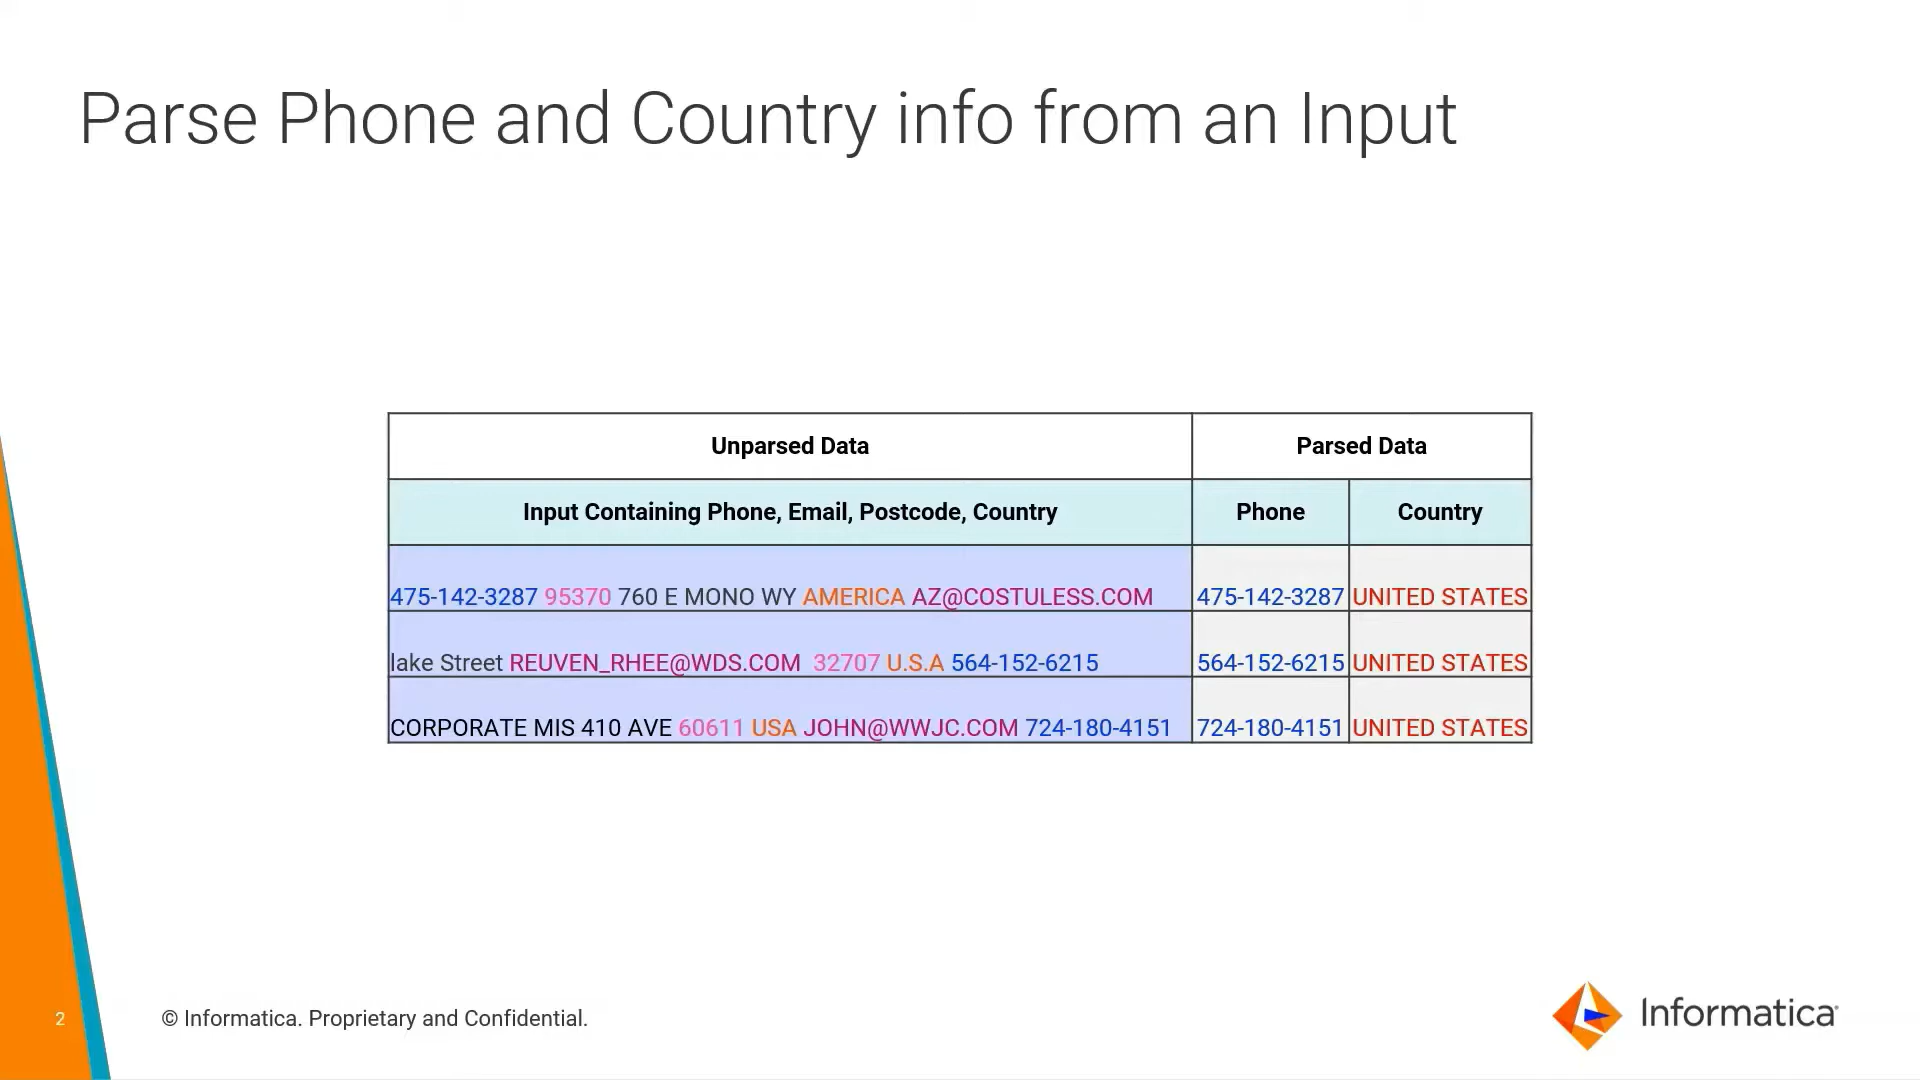 Parse Phone and Country info from an Input
Unparsed Data Parsed Data
Input Containing Phone, Email, Postcode, Country Phone Country
475-142-3287 95370 760 E MONO WY AMERICA AZ@COSTULESS.COM 475-142-3287 UNITED STATES
lake Street REUVEN_RHEE@WDS.COM 32707 U.S.A 564-152-6215 564-152-6215 UNITED STATES
CORPORATE MIS 410 AVE 60611 USA JOHN@WWJC.COM 724-180-4151 724-180-4151 UNITED STATES
2 © Informatica. Proprietary and Confidential. Informatica